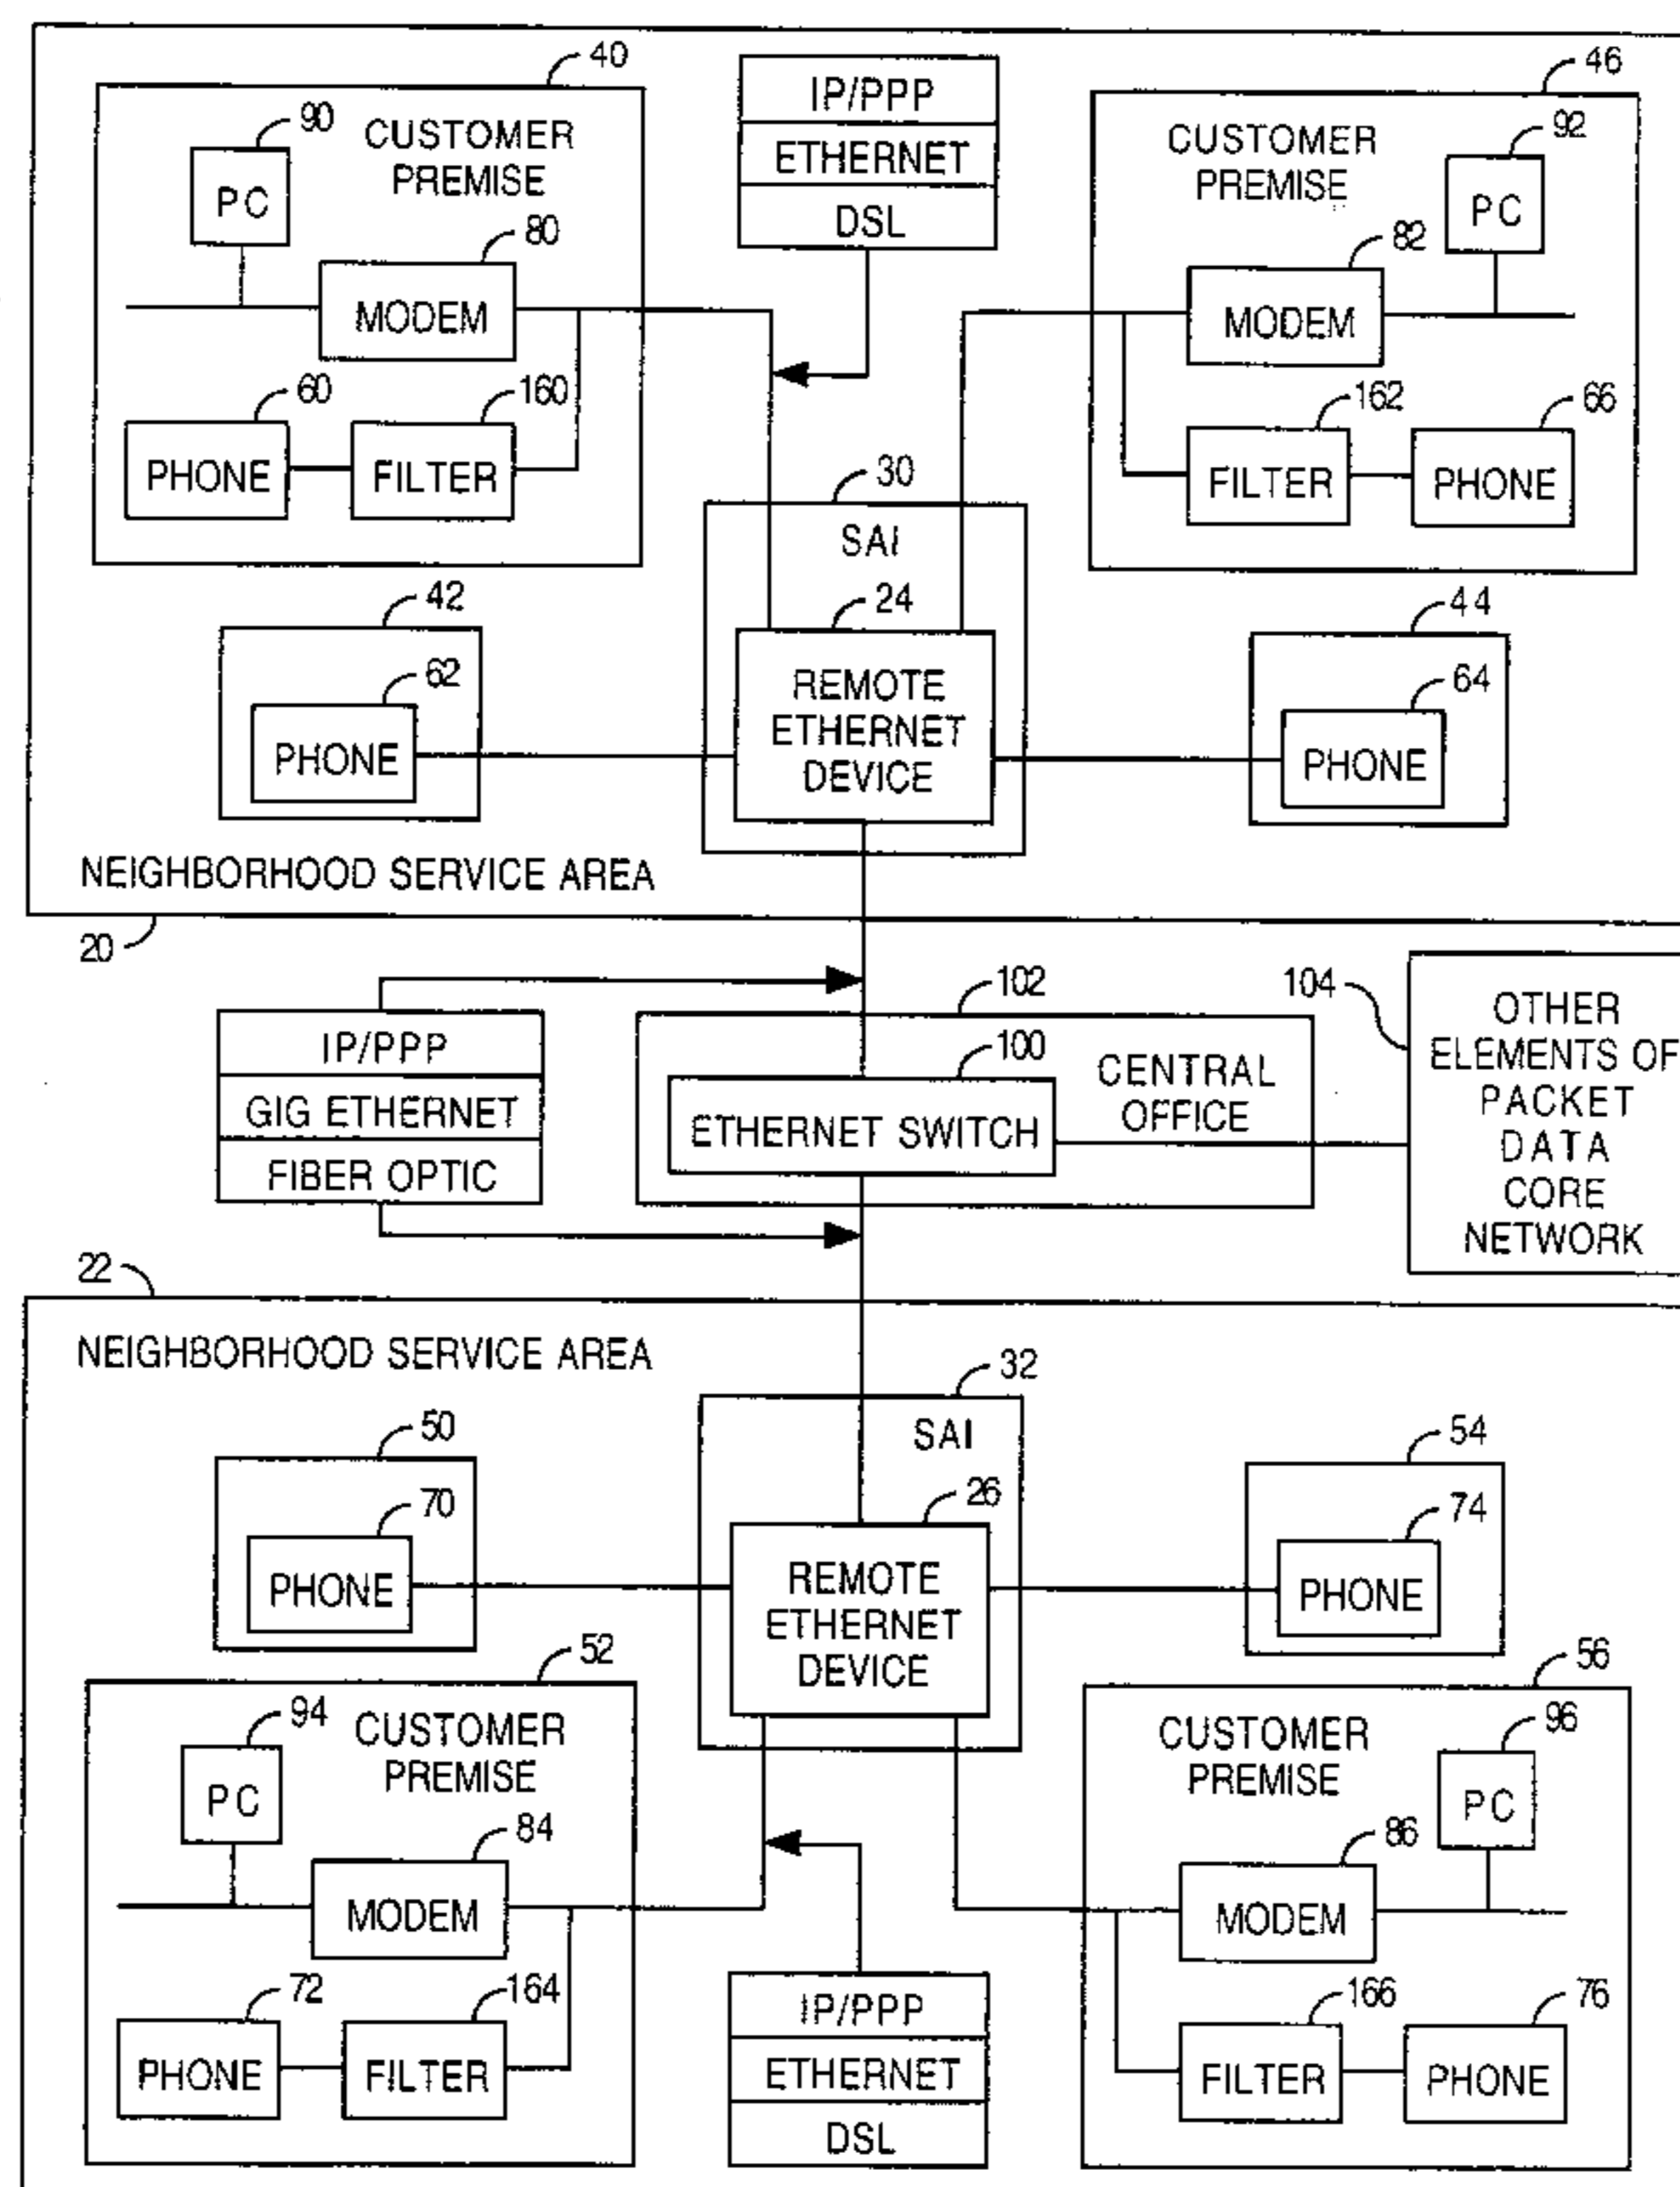 40
46
IP/PPP
ETHERNET
DSL
90
CUSTOMER
PREMISE
PC
80
MODEM
60
160
PHONE
FILTER
CUSTOMER
PREMISE
92
PC
82
MODEM
162
66
FILTER
PHONE
30
SAI
24
REMOTE
ETHERNET
DEVICE
42
62
PHONE
44
64
PHONE
NEIGHBORHOOD SERVICE AREA
20
IP/PPP
GIG ETHERNET
FIBER OPTIC
102
100
ETHERNET SWITCH
CENTRAL
OFFICE
104
OTHER
ELEMENTS OF
PACKET
DATA
CORE
NETWORK
22
NEIGHBORHOOD SERVICE AREA
32
SAI
26
REMOTE
ETHERNET
DEVICE
50
70
PHONE
54
74
PHONE
52
94
CUSTOMER
PREMISE
PC
84
MODEM
72
164
PHONE
FILTER
56
CUSTOMER
PREMISE
96
PC
86
MODEM
166
76
FILTER
PHONE
IP/PPP
ETHERNET
DSL